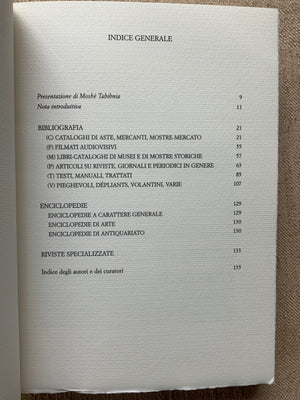 INDICE GENERALE
Presentazione di Moshe Tabibnia 9
Nota introduttiva 11
BIBLIOGRAFIA 21
(C) CATALOGHI DI ASTE, MERCANTI, MOSTRE-MERCATO 21
(F) FILMATI AUDIOVISIVI 55
(M) LIBRI-CATALOGHI DI MUSEI E DI MOSTRE STORICHE 57
(P) ARTICOLI SU RIVISTE, GIORNALI E PERIODICI IN GENERE 63
(T) TESTI, MANUALI, TRATTATI 85
(V) PIEGHEVOLI, DÉPLIANTS, VOLANTINI, VARIE 107
ENCICLOPEDIE 129
ENCICLOPEDIE A CARATTERE GENERALE 129
ENCICLOPEDIE DI ARTE 130
ENCICLOPEDIE DI ANTIQUARIATO 130
RIVISTE SPECIALIZZATE 133
Indice degli autori e dei curatori 135